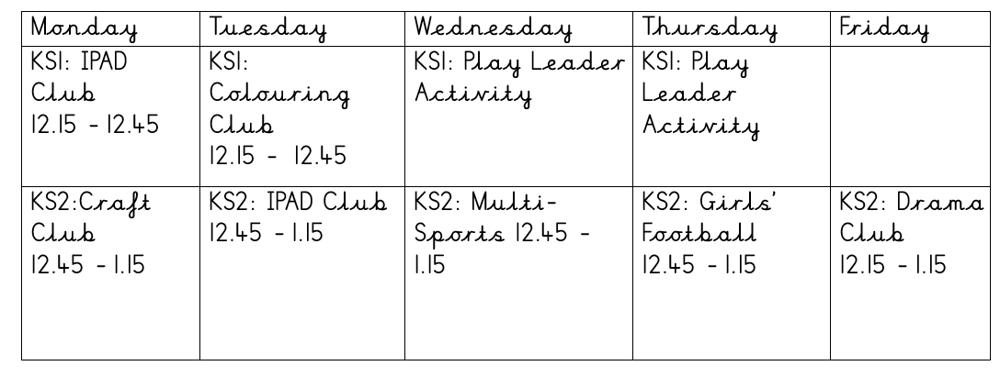 Monday
Tuesday
Wednesday
Thursday
Friday
KS1: IPAD
Club
12.15 - 12.45
KS1:
Colouring
Club
12.15 - 12.45
KS1: Play Leader
Activity
KS1: Play
Leader
Activity
KS2:Craft
Club
12.45 - 1.15
KS2: IPAD Club
12.45 - 1.15
KS2: Multi-
Sports 12.45 -
1.15
KS2: Girls'
Football
12.45 - 1.15
KS2: Drama
Club
12.15 - 1.15